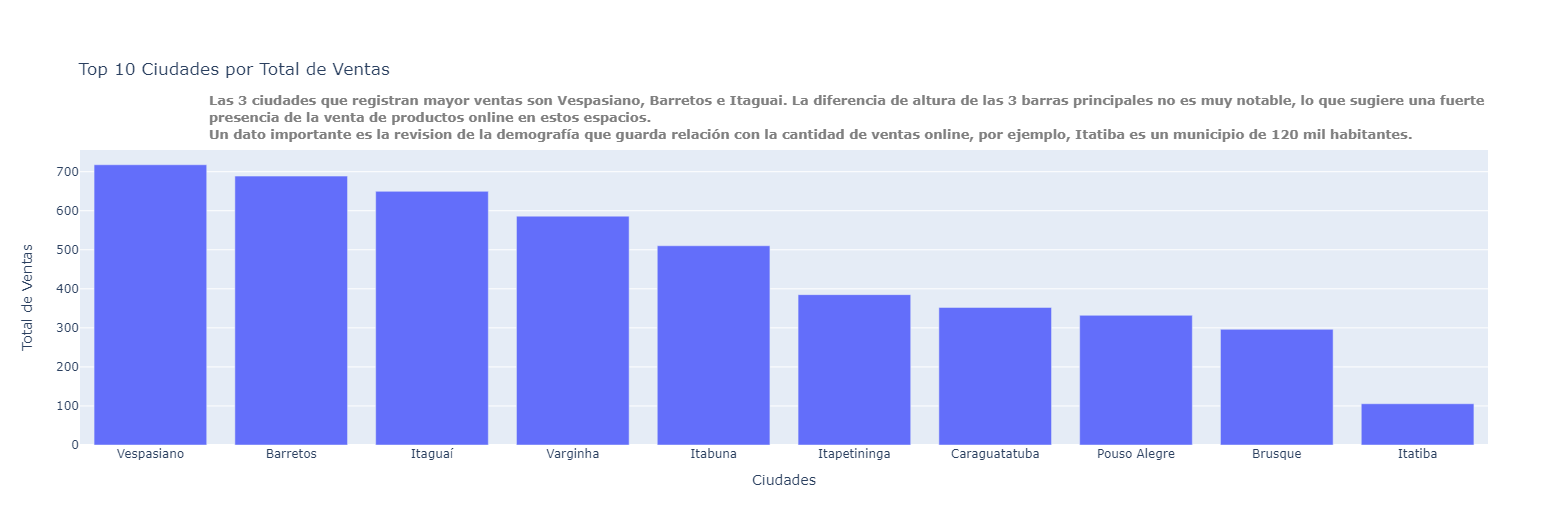 Top 10 Ciudades por Total de Ventas
Las 3 ciudades que registran mayor ventas son Vespasiano, Barretos e Itaguai. La diferencia de altura de las 3 barras principales no es muy notable, lo que sugiere una fuerte
presencia de la venta de productos online en estos espacios.
Un dato importante es la revision de la demografía que guarda relación con la cantidad de ventas online, por ejemplo, Itatiba es un municipio de 120 mil habitantes.
Total de Ventas
700
600
500
400
300
200
100
0
Vespasiano Barretos Itaguaí Varginha Itabuna Itapetininga Caraguatatuba Pouso Alegre Brusque Itatiba
Ciudades